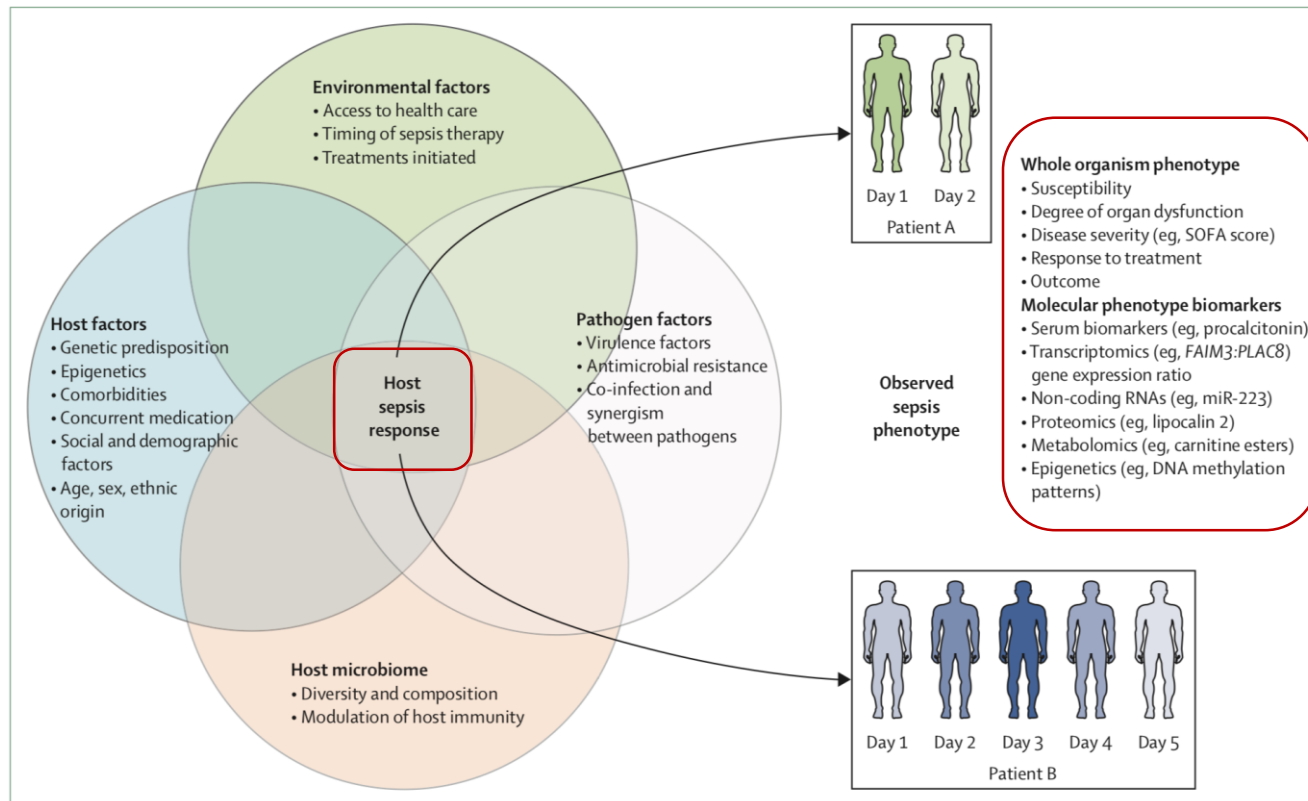 Environmental factors
• Access to health care
• Timing of sepsis therapy
• Treatments initiated
Host factors
• Genetic predisposition
• Epigenetics
• Comorbidities
• Concurrent medication
• Social and demographic
factors
• Age, sex, ethnic
origin
Host
sepsis
response
Pathogen factors
• Virulence factors
• Antimicrobial resistance
• Co-infection and
synergism
between pathogens
Host microbiome
• Diversity and composition
• Modulation of host immunity
Day 1 Day 2
Patient A
Observed
sepsis
phenotype
Whole organism phenotype
• Susceptibility
• Degree of organ dysfunction
• Disease severity (eg, SOFA score)
• Response to treatment
• Outcome
Molecular phenotype biomarkers
• Serum biomarkers (eg, procalcitonin)
• Transcriptomics (eg, FAIM3:PLAC8)
gene expression ratio
• Non-coding RNAs (eg, miR-223)
• Proteomics (eg, lipocalin 2)
• Metabolomics (eg, carnitine esters)
• Epigenetics (eg, DNA methylation
patterns)
Day 1 Day 2 Day 3 Day 4 Day 5
Patient B